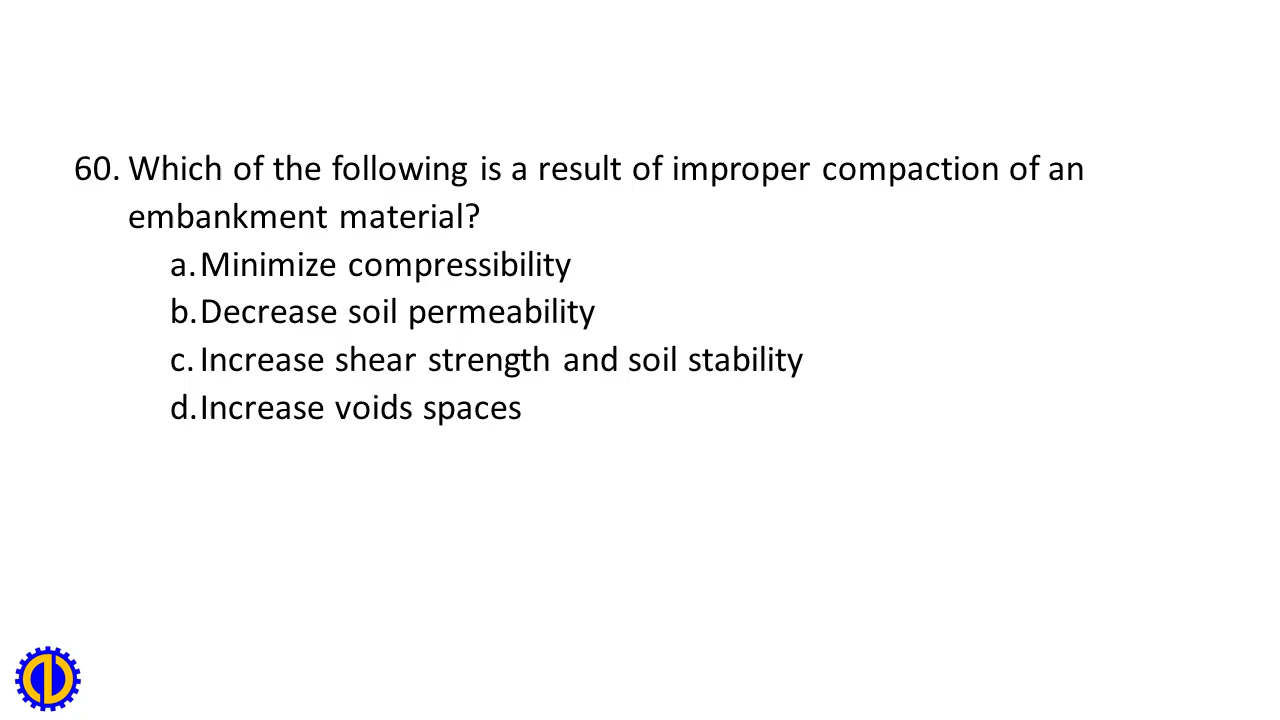 60. Which of the following is a result of improper compaction of an
embankment material?
a. Minimize compressibility
b. Decrease soil permeability
c. Increase shear strength and soil stability
d. Increase voids spaces